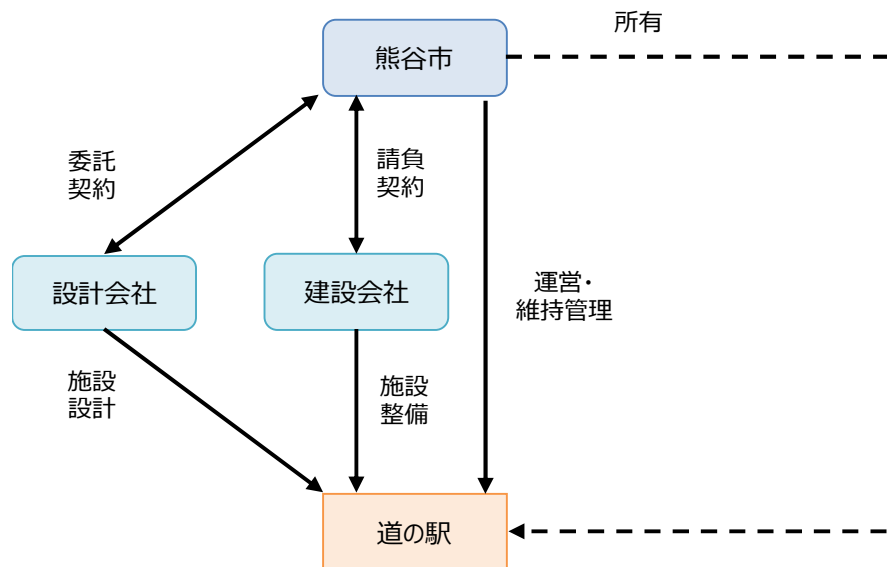 所有
熊谷市
委託
契約
請負
契約
設計会社
建設会社
運営・
維持管理
施設
設計
施設
整備
道の駅